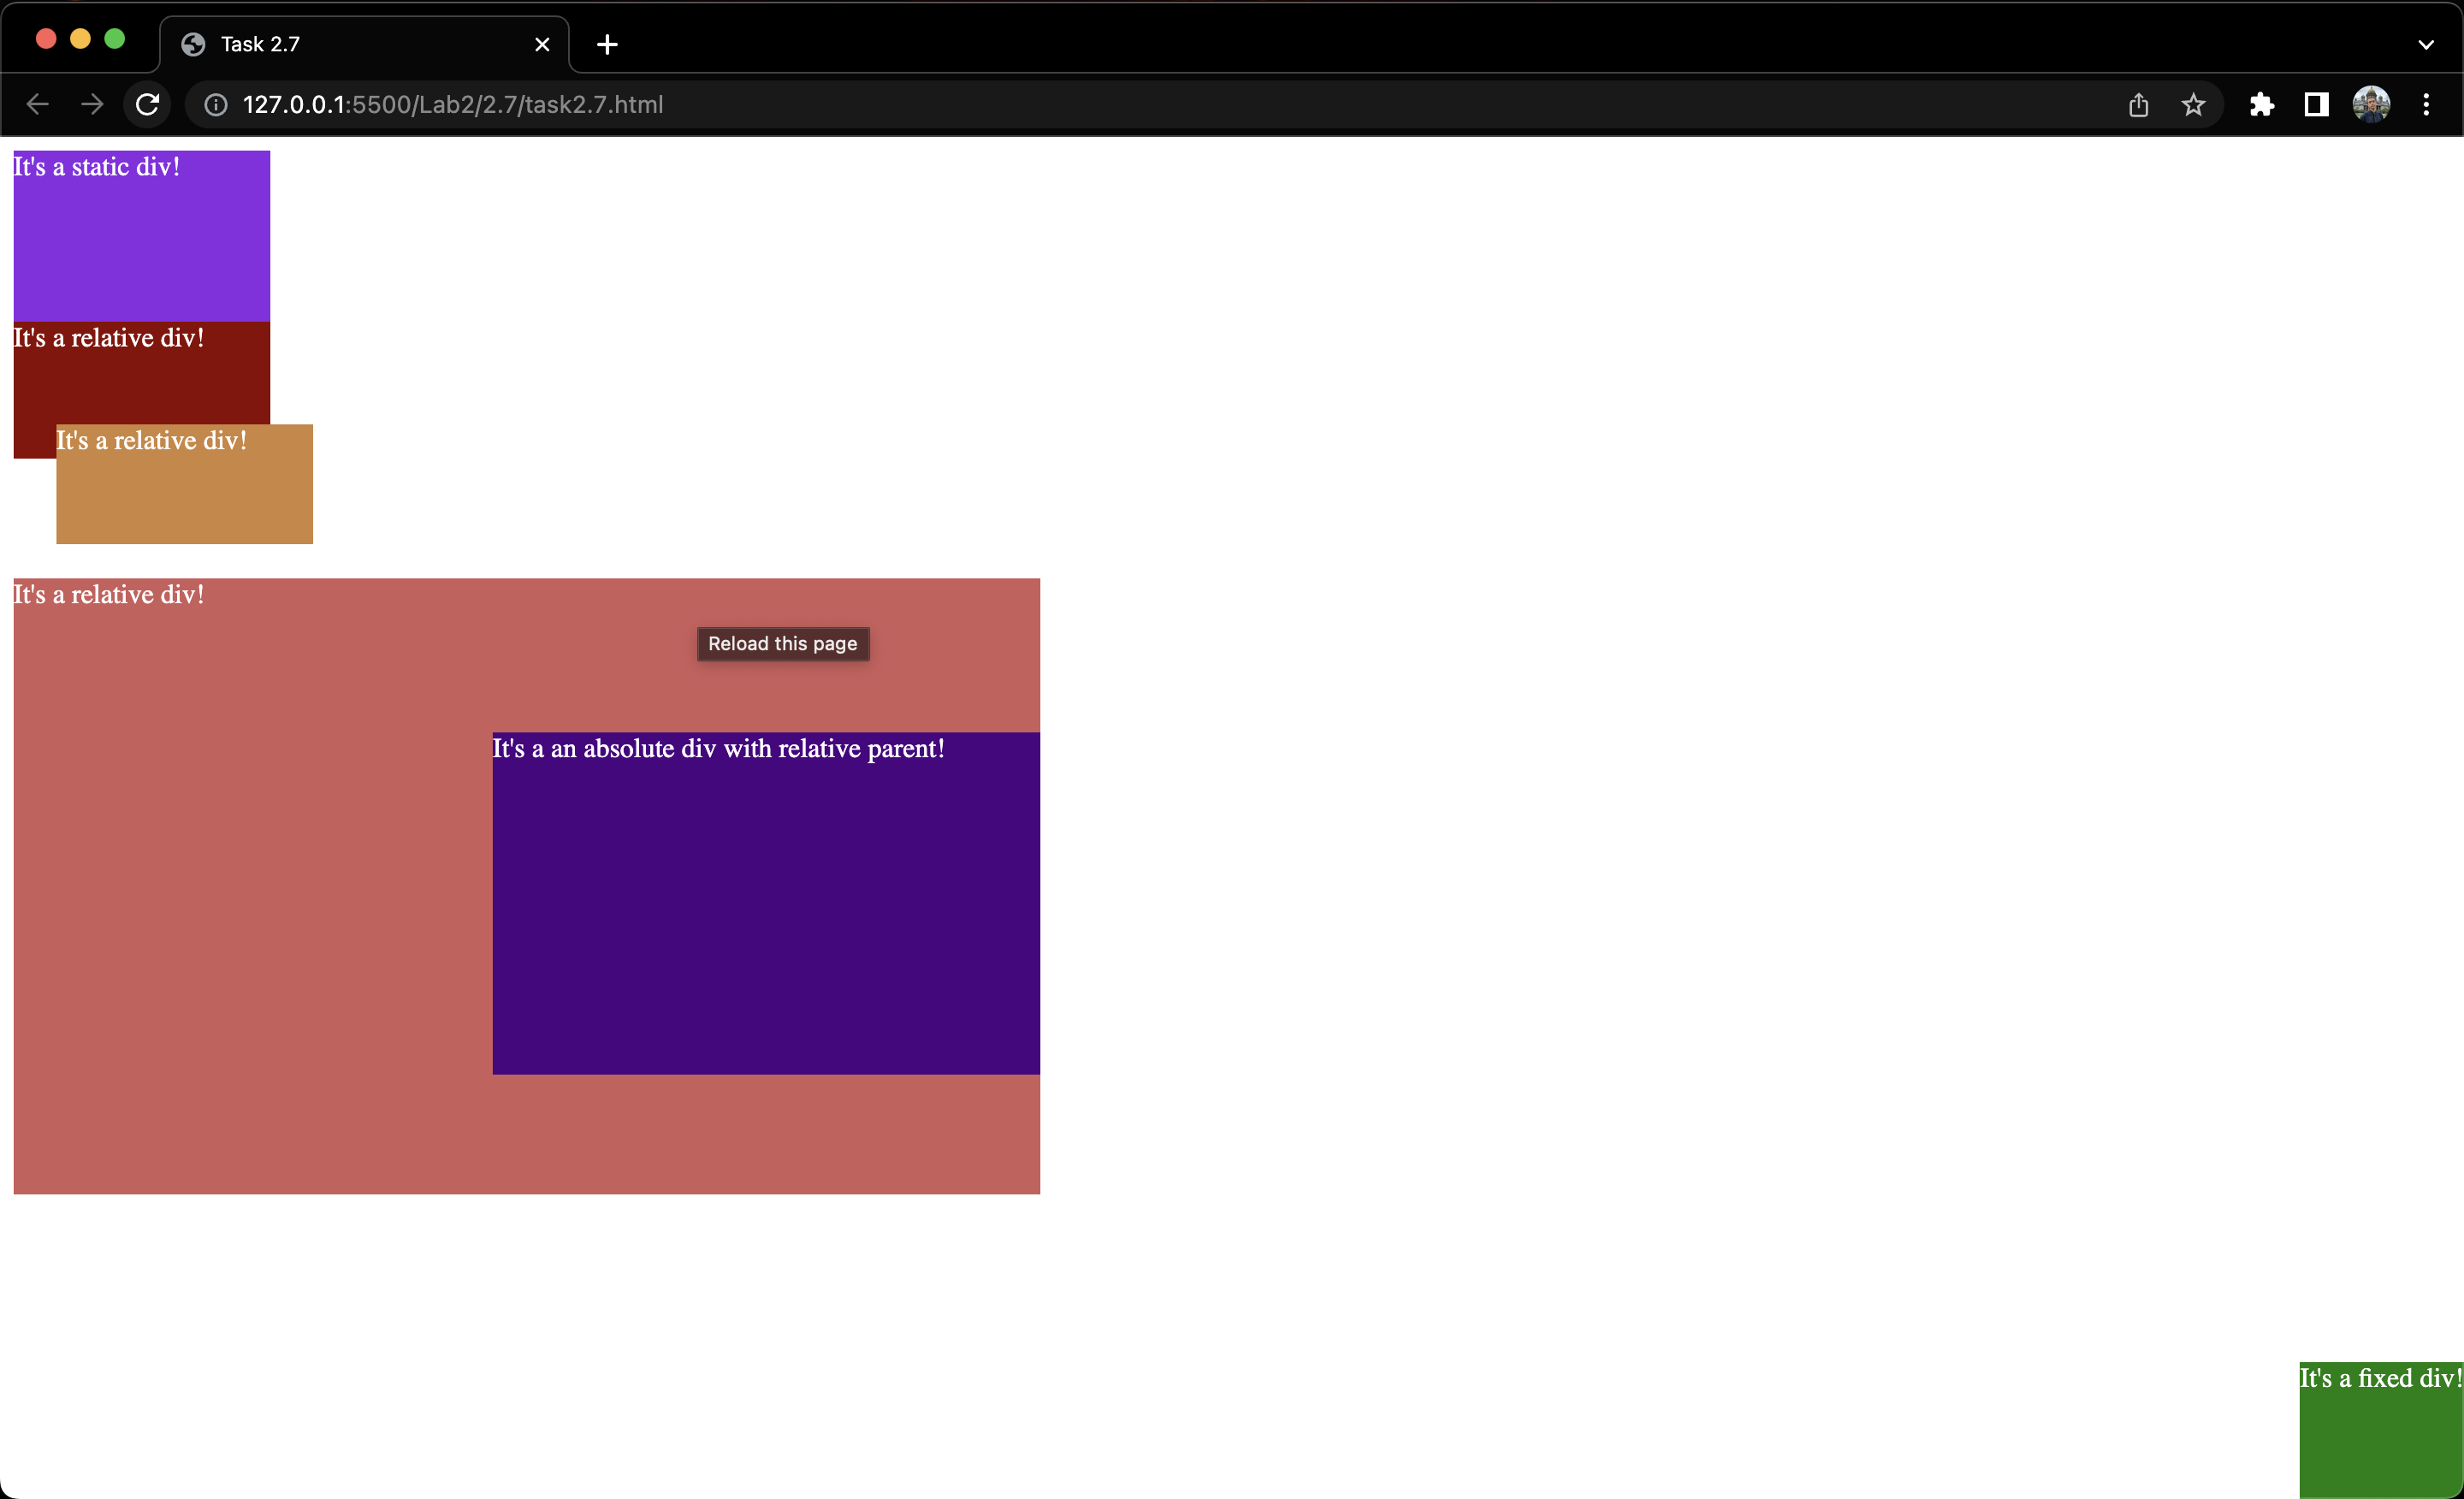 Task 2.7
127.0.0.1:5500/Lab2/2.7/task2.7.html
It's a static div!
It's a relative div!
It's a relative div!
It's a relative div!
Reload this page
It's a an absolute div with relative parent!
It's a fixed div!